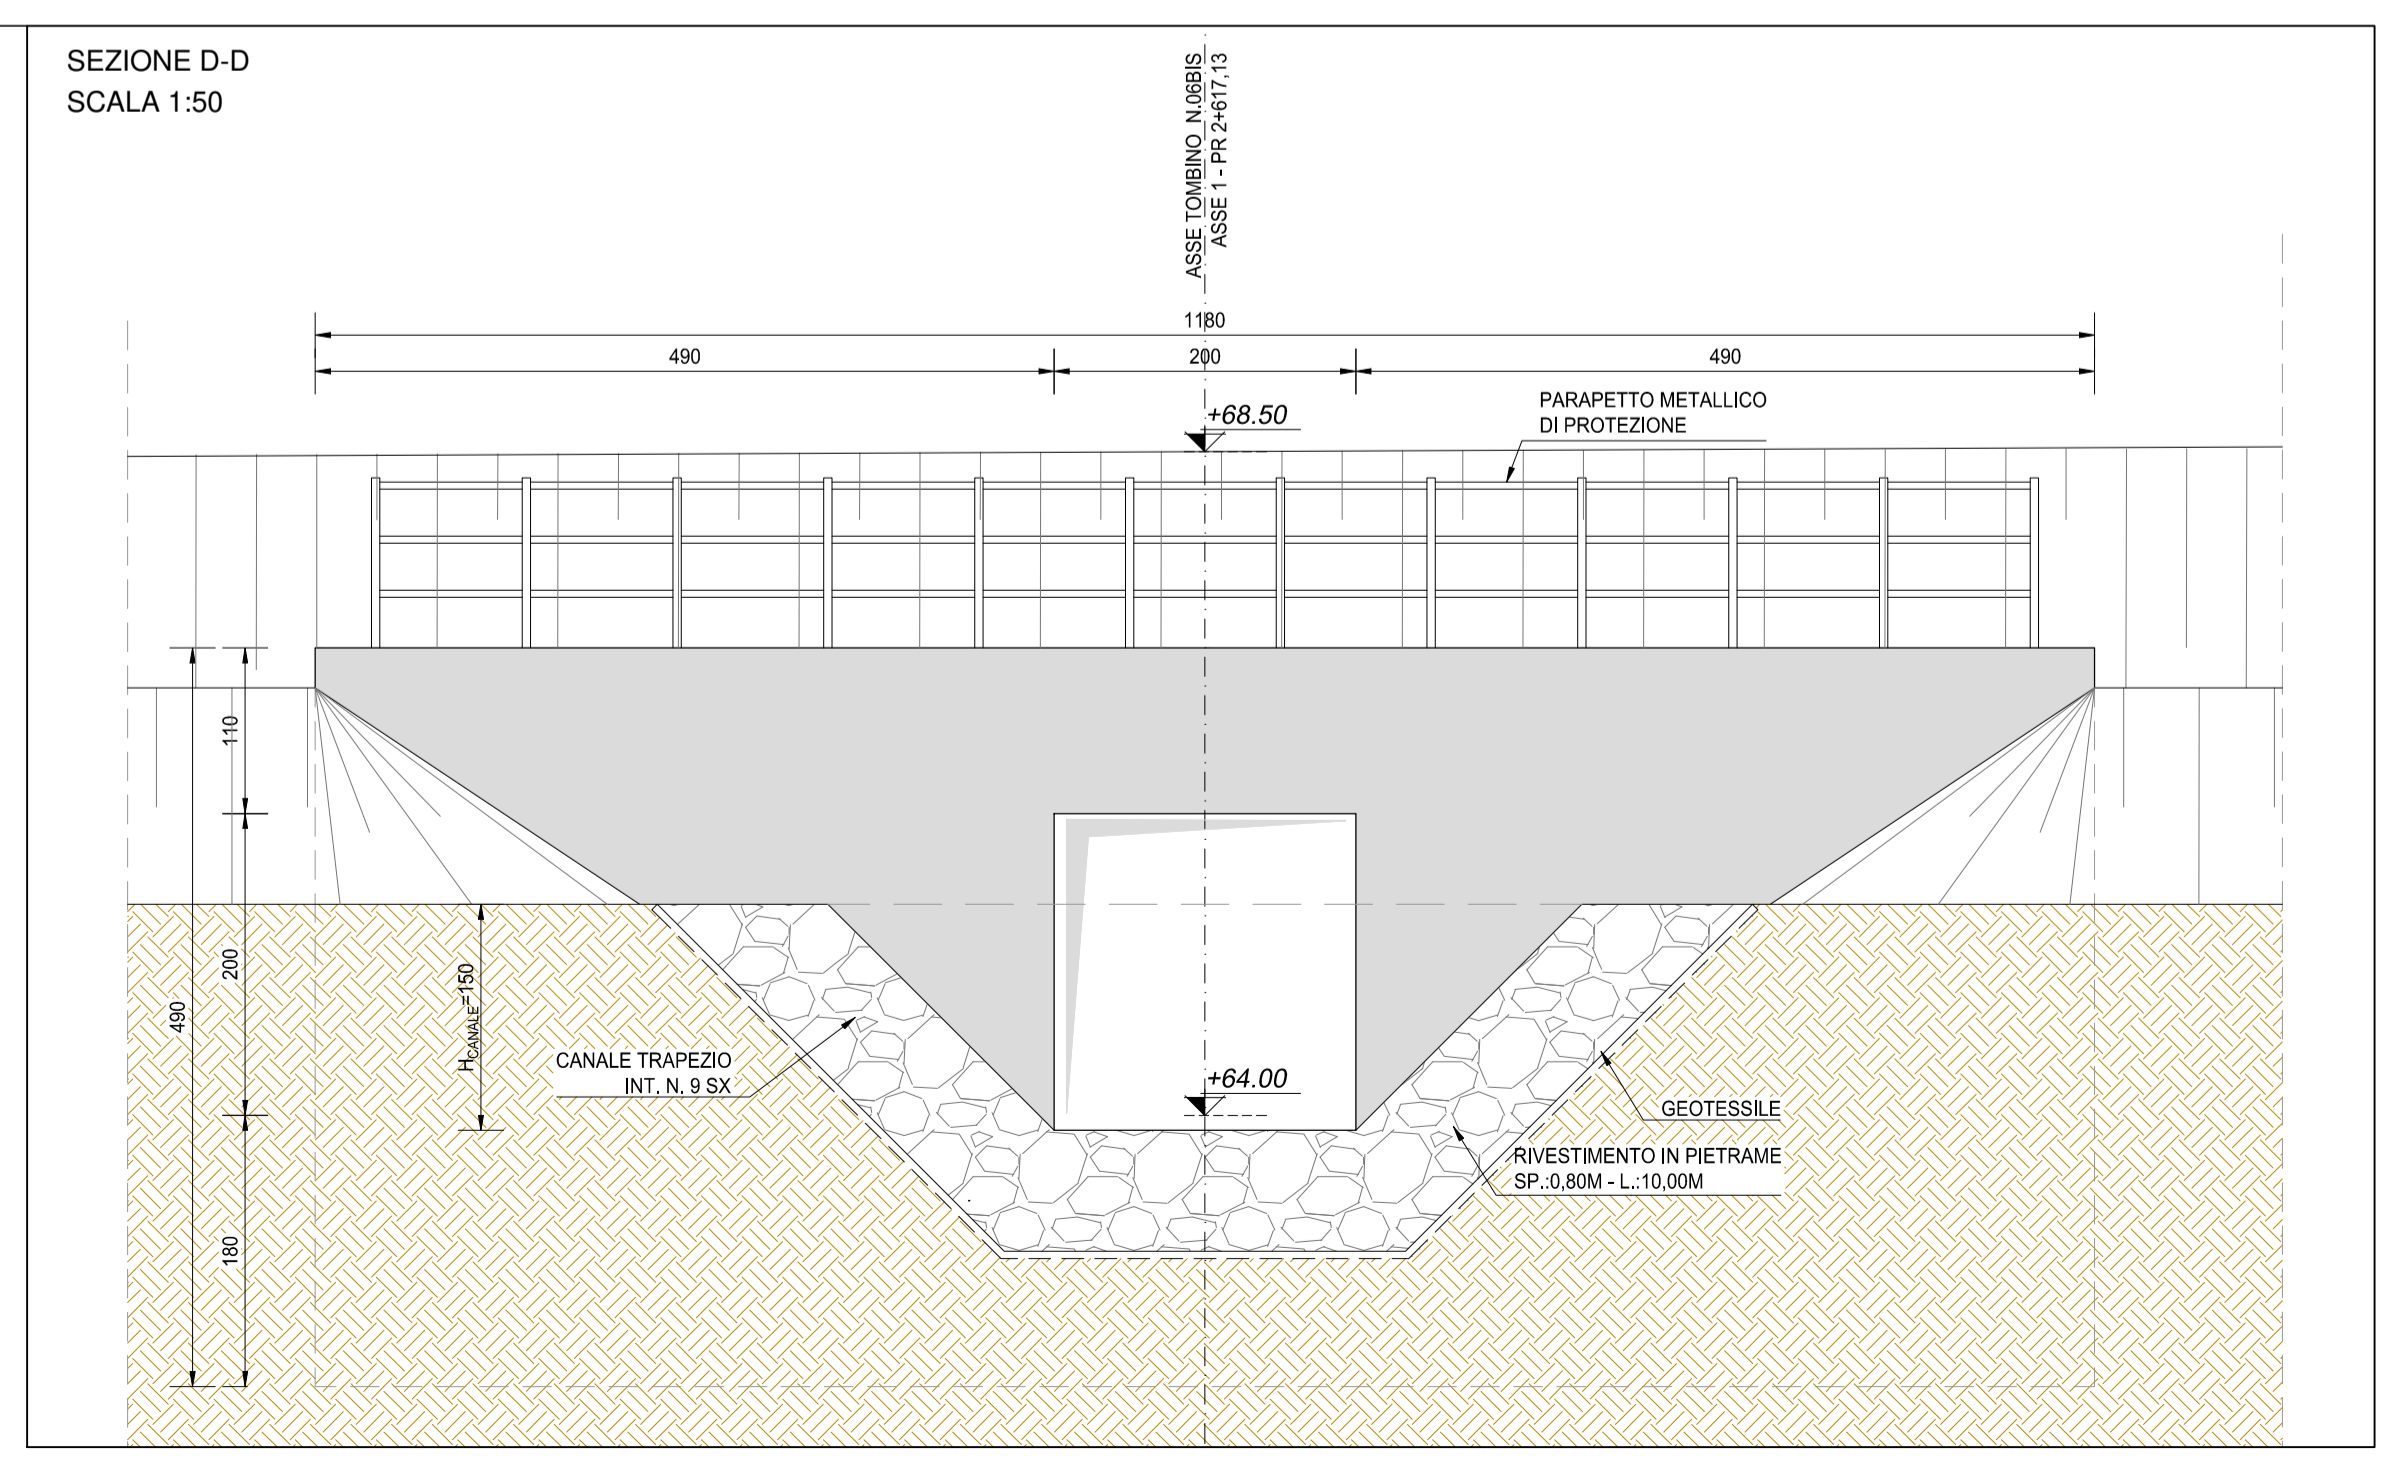 SEZIONE D-D
SCALA 1:50
ASSE TOMBINO N.06BIS
ASSE 1 - PR 2+617,13
1180
490
200
490
+68.50
PARAPETTO METALLICO
DI PROTEZIONE
110
200
490
180
HCANALE=150
CANALE TRAPEZIO
INT. N. 9 SX
+64.00
GEOTESSILE
RIVESTIMENTO IN PIETRAME
SP.:0,80M - L.:10,00M